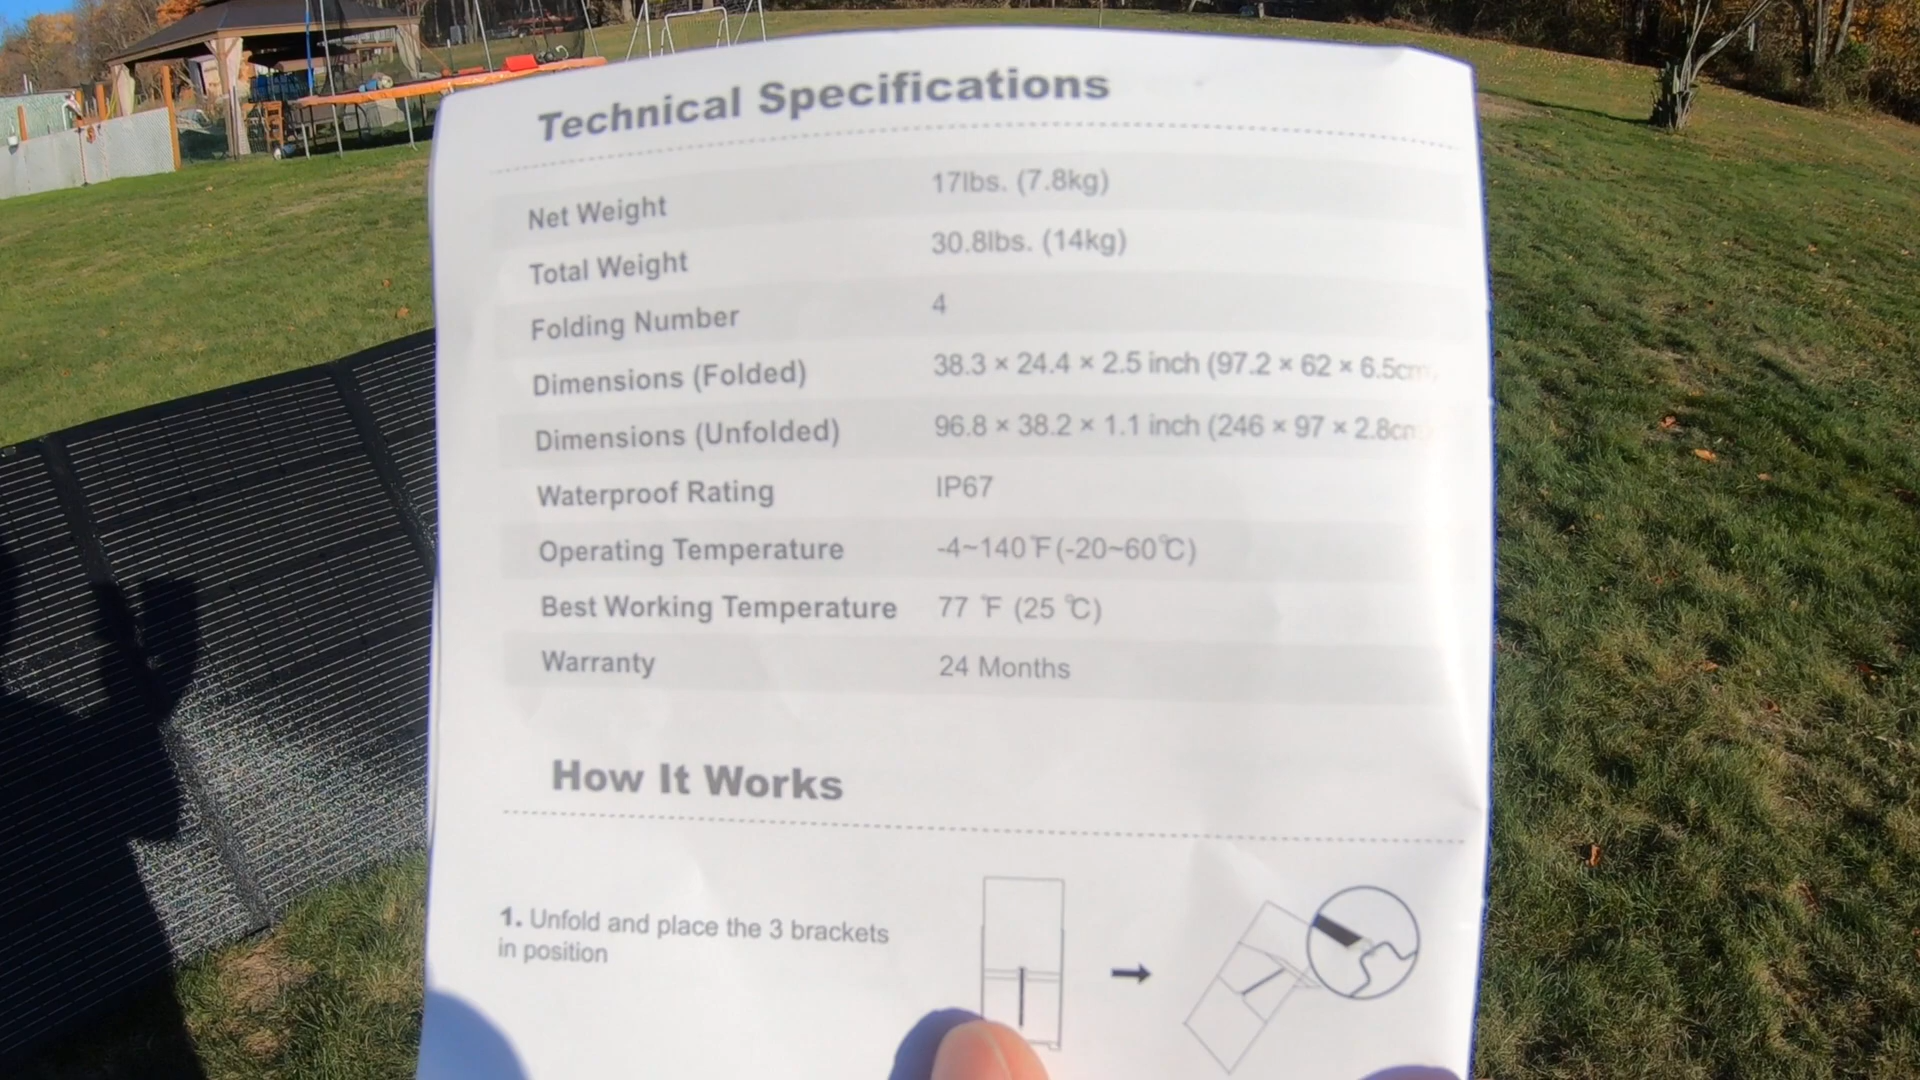 Technical Specifications
Net Weight 17lbs. (7.8kg)
Total Weight 30.8lbs. (14kg)
Folding Number 4
Dimensions (Folded) 38.3 × 24.4 × 2.5 inch (97.2 × 62 × 6.5cm
Dimensions (Unfolded) 96.8 × 38.2 × 1.1 inch (246 × 97 × 2.8cm)
Waterproof Rating IP67
Operating Temperature -4~140℉(-20~60℃)
Best Working Temperature 77 ℉ (25 ℃)
Warranty 24 Months
How It Works
1. Unfold and place the 3 brackets
in position